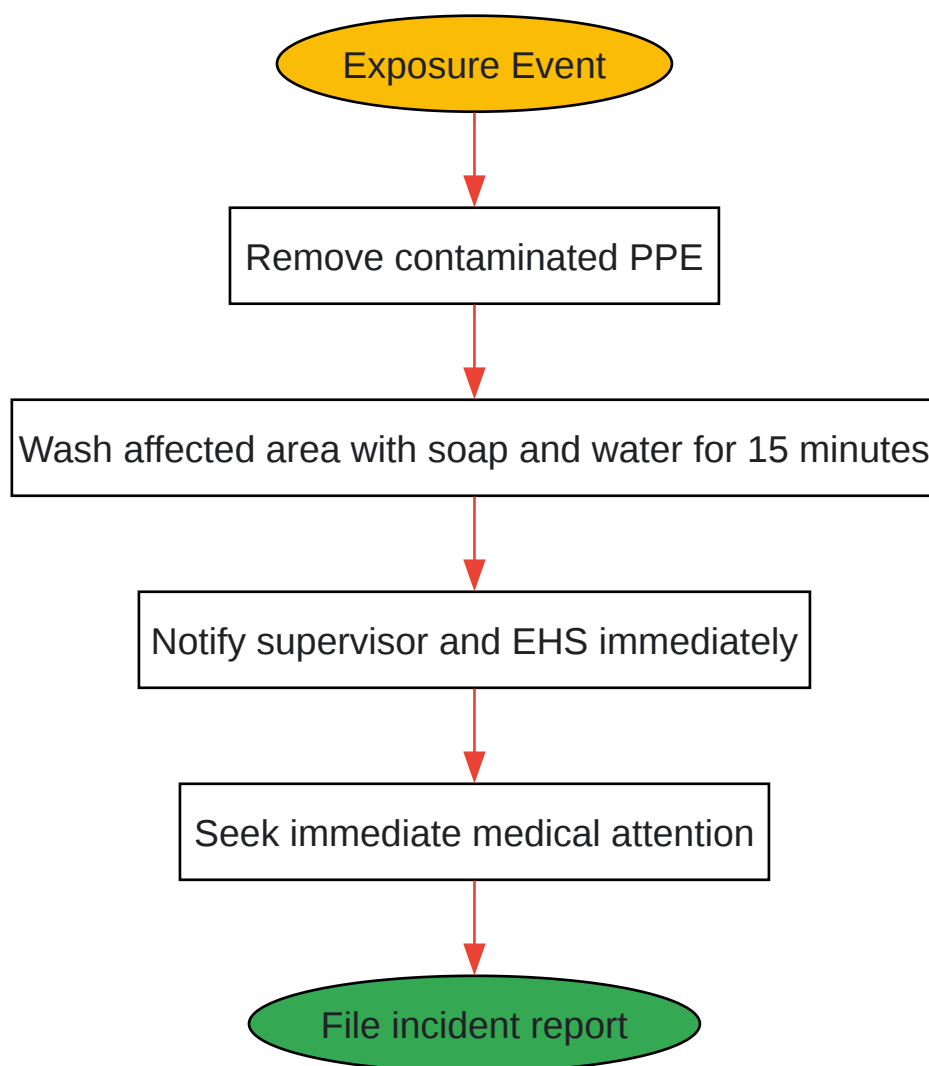 Exposure Event
Remove contaminated PPE
Wash affected area with soap and water for 15 minutes
Notify supervisor and EHS immediately
Seek immediate medical attention
File incident report